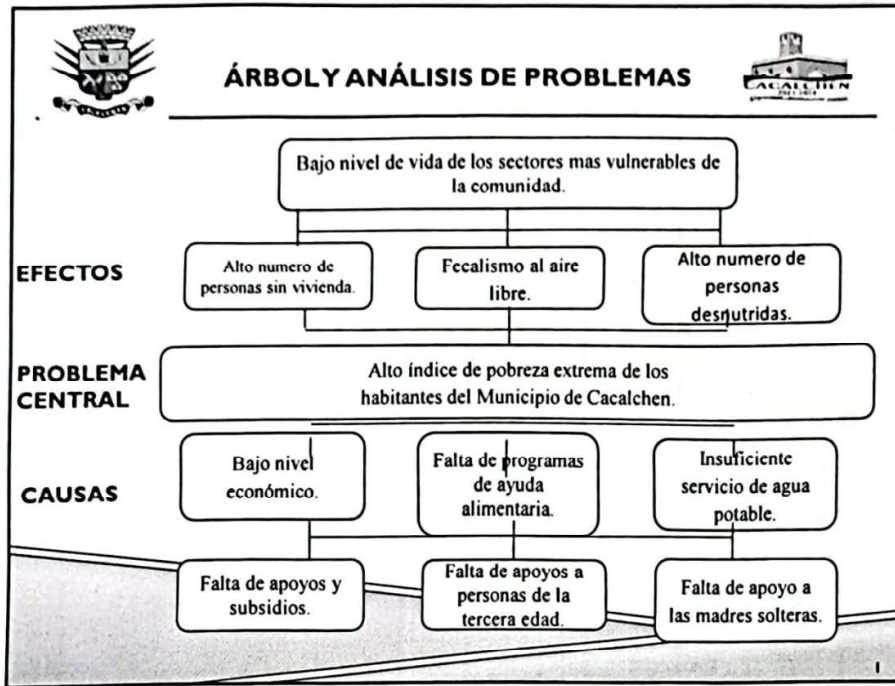 ÁRBOL Y ANÁLISIS DE PROBLEMAS
CACALCHEN
Bajo nivel de vida de los sectores mas vulnerables de
la comunidad.
EFECTOS
Alto numero de
personas sin vivienda.
Fecalismo al aire
libre.
Alto numero de
personas
desnutridas.
PROBLEMA
CENTRAL
Alto índice de pobreza extrema de los
habitantes del Municipio de Cacalchen.
CAUSAS
Bajo nivel
económico.
Falta de programas
de ayuda
alimentaria.
Insuficiente
servicio de agua
potable.
Falta de apoyos y
subsidios.
Falta de apoyos a
personas de la
tercera edad.
Falta de apoyo a
las madres solteras.
1